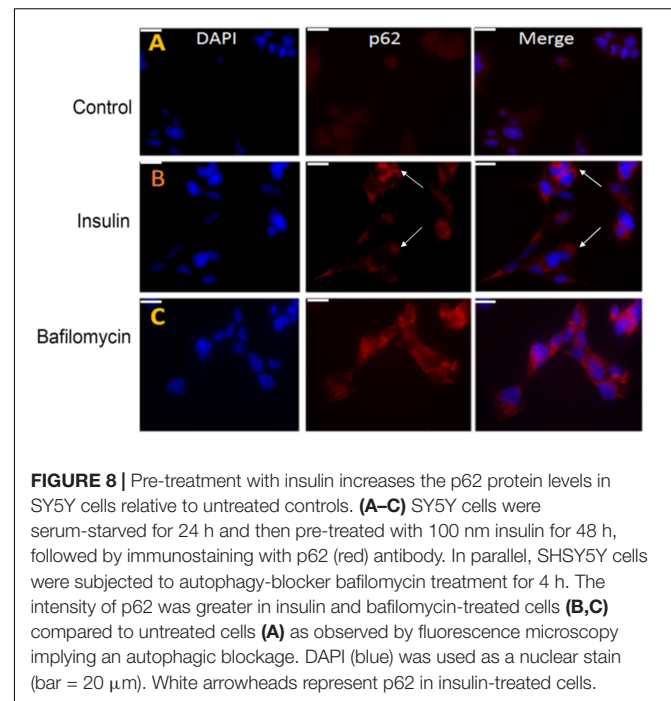 A DAPI p62 Merge
Control
B
Insulin
C
Bafilomycin
FIGURE 8 | Pre-treatment with insulin increases the p62 protein levels in
SY5Y cells relative to untreated controls. (A–C) SY5Y cells were
serum-starved for 24 h and then pre-treated with 100 nm insulin for 48 h,
followed by immunostaining with p62 (red) antibody. In parallel, SHSY5Y cells
were subjected to autophagy-blocker bafilomycin treatment for 4 h. The
intensity of p62 was greater in insulin and bafilomycin-treated cells (B,C)
compared to untreated cells (A) as observed by fluorescence microscopy
implying an autophagic blockage. DAPI (blue) was used as a nuclear stain
(bar = 20 μm). White arrowheads represent p62 in insulin-treated cells.